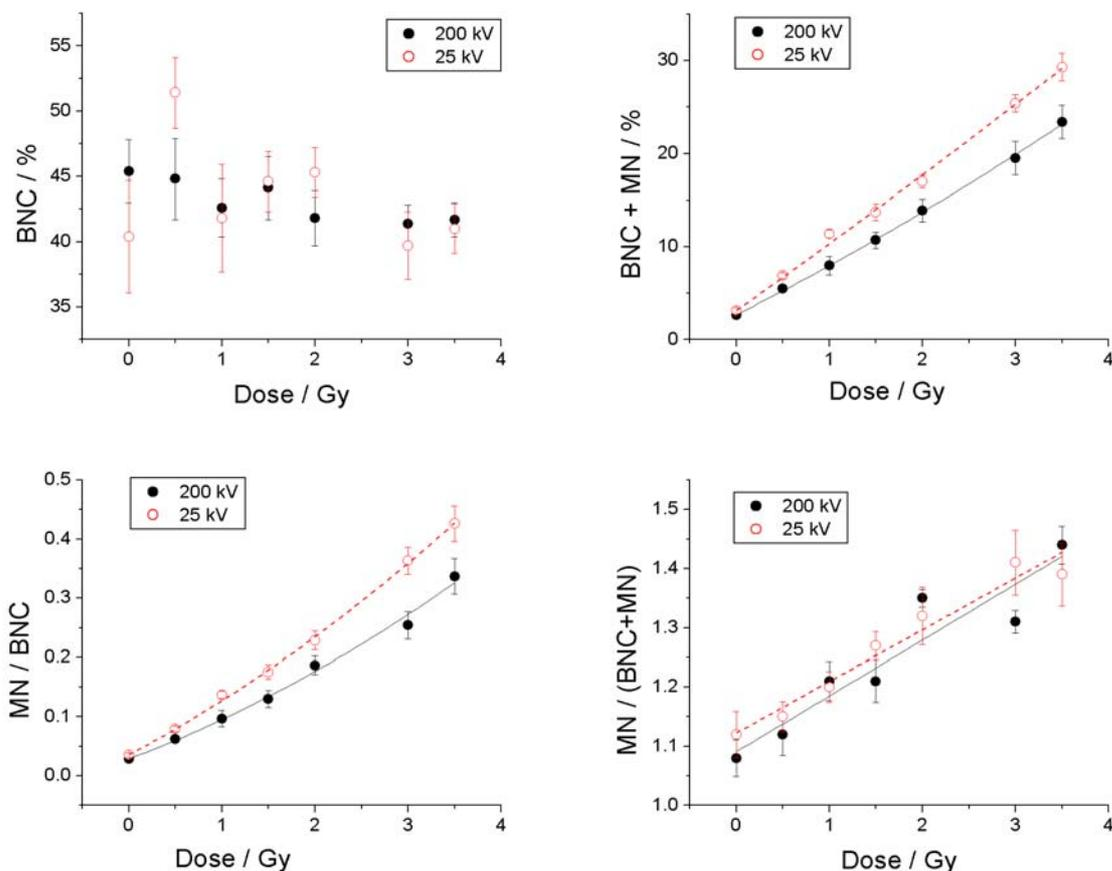 BNC / %
55
50
45
40
35
200 kV
25 kV
0 1 2 3 4
Dose / Gy
BNC + MN / %
30
20
10
0
200 kV
25 kV
0 1 2 3 4
Dose / Gy
MN / BNC
0.5
0.4
0.3
0.2
0.1
0.0
200 kV
25 kV
0 1 2 3 4
Dose / Gy
MN / (BNC+MN)
1.5
1.4
1.3
1.2
1.1
1.0
200 kV
25 kV
0 1 2 3 4
Dose / Gy